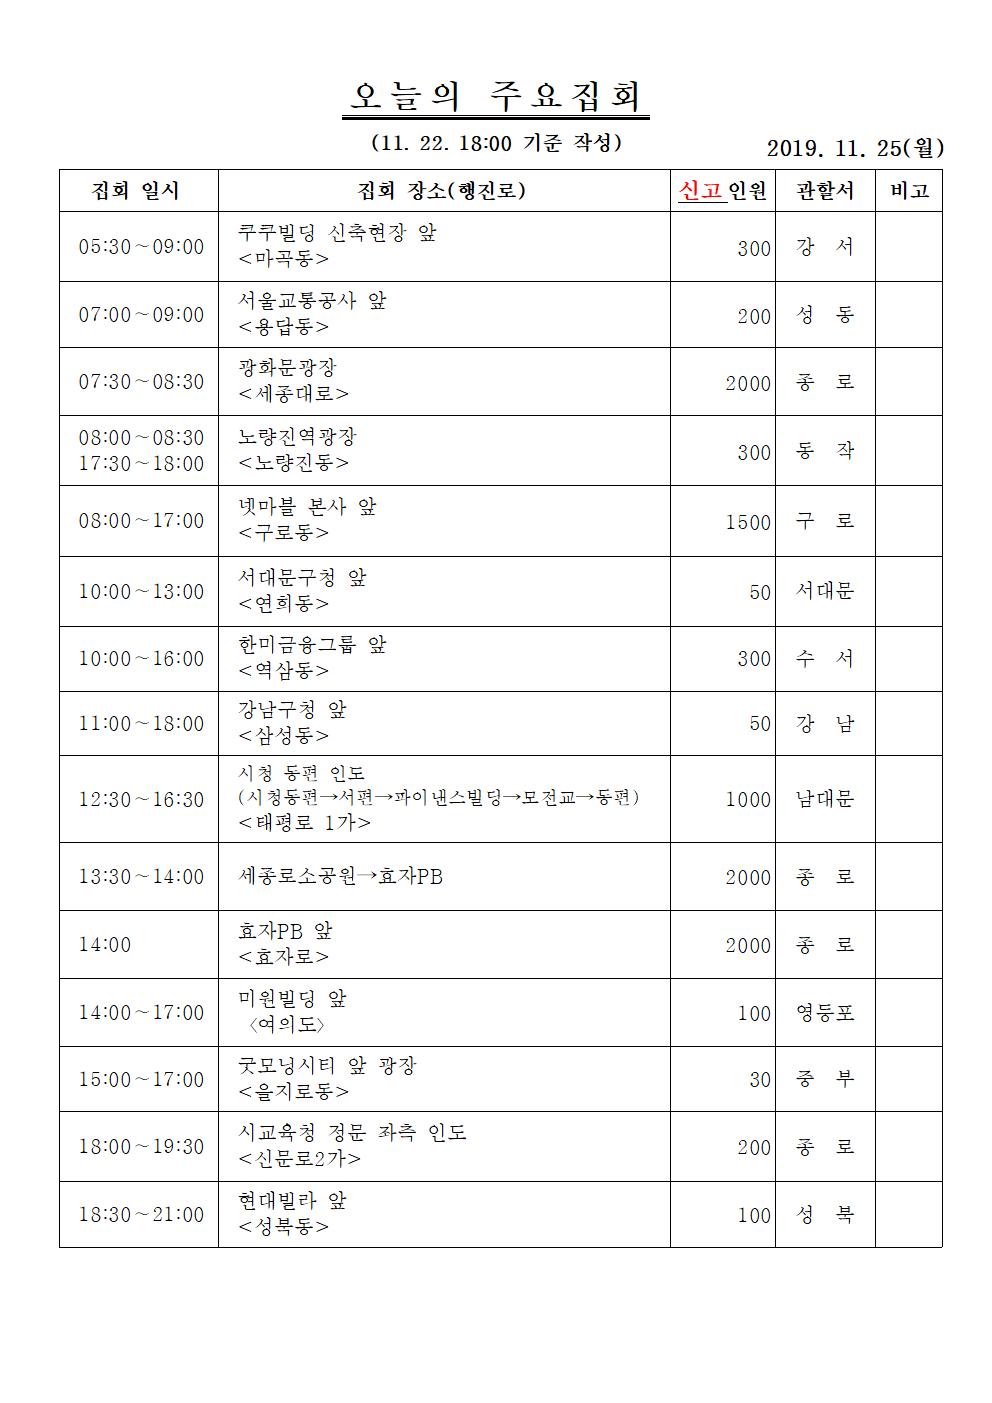 오늘의 주요집회
(11. 22. 18:00 기준 작성)
2019. 11. 25(월)
집회 일시 집회 장소(행진로) 신고인원 관할서 비고
05:30~09:00 쿠쿠빌딩 신축현장 앞 <마곡동> 300 강 서
07:00~09:00 서울교통공사 앞 <용답동> 200 성 동
07:30~08:30 광화문광장 <세종대로> 2000 종 로
08:00~08:30 17:30~18:00 노량진역광장 <노량진동> 300 동 작
08:00~17:00 넷마블 본사 앞 <구로동> 1500 구 로
10:00~13:00 서대문구청 앞 <연희동> 50 서대문
10:00~16:00 한미금융그룹 앞 <역삼동> 300 수 서
11:00~18:00 강남구청 앞 <삼성동> 50 강 남
12:30~16:30 시청 동편 인도 (시청동편→서편→파이낸스빌딩→모전교→동편) <태평로 1가> 1000 남대문
13:30~14:00 세종로소공원→효자PB 2000 종 로
14:00 효자PB 앞 <효자로> 2000 종 로
14:00~17:00 미원빌딩 앞 〈여의도〉 100 영등포
15:00~17:00 굿모닝시티 앞 광장 <을지로동> 30 중 부
18:00~19:30 시교육청 정문 좌측 인도 <신문로2가> 200 종 로
18:30~21:00 현대빌라 앞 <성북동> 100 성 북